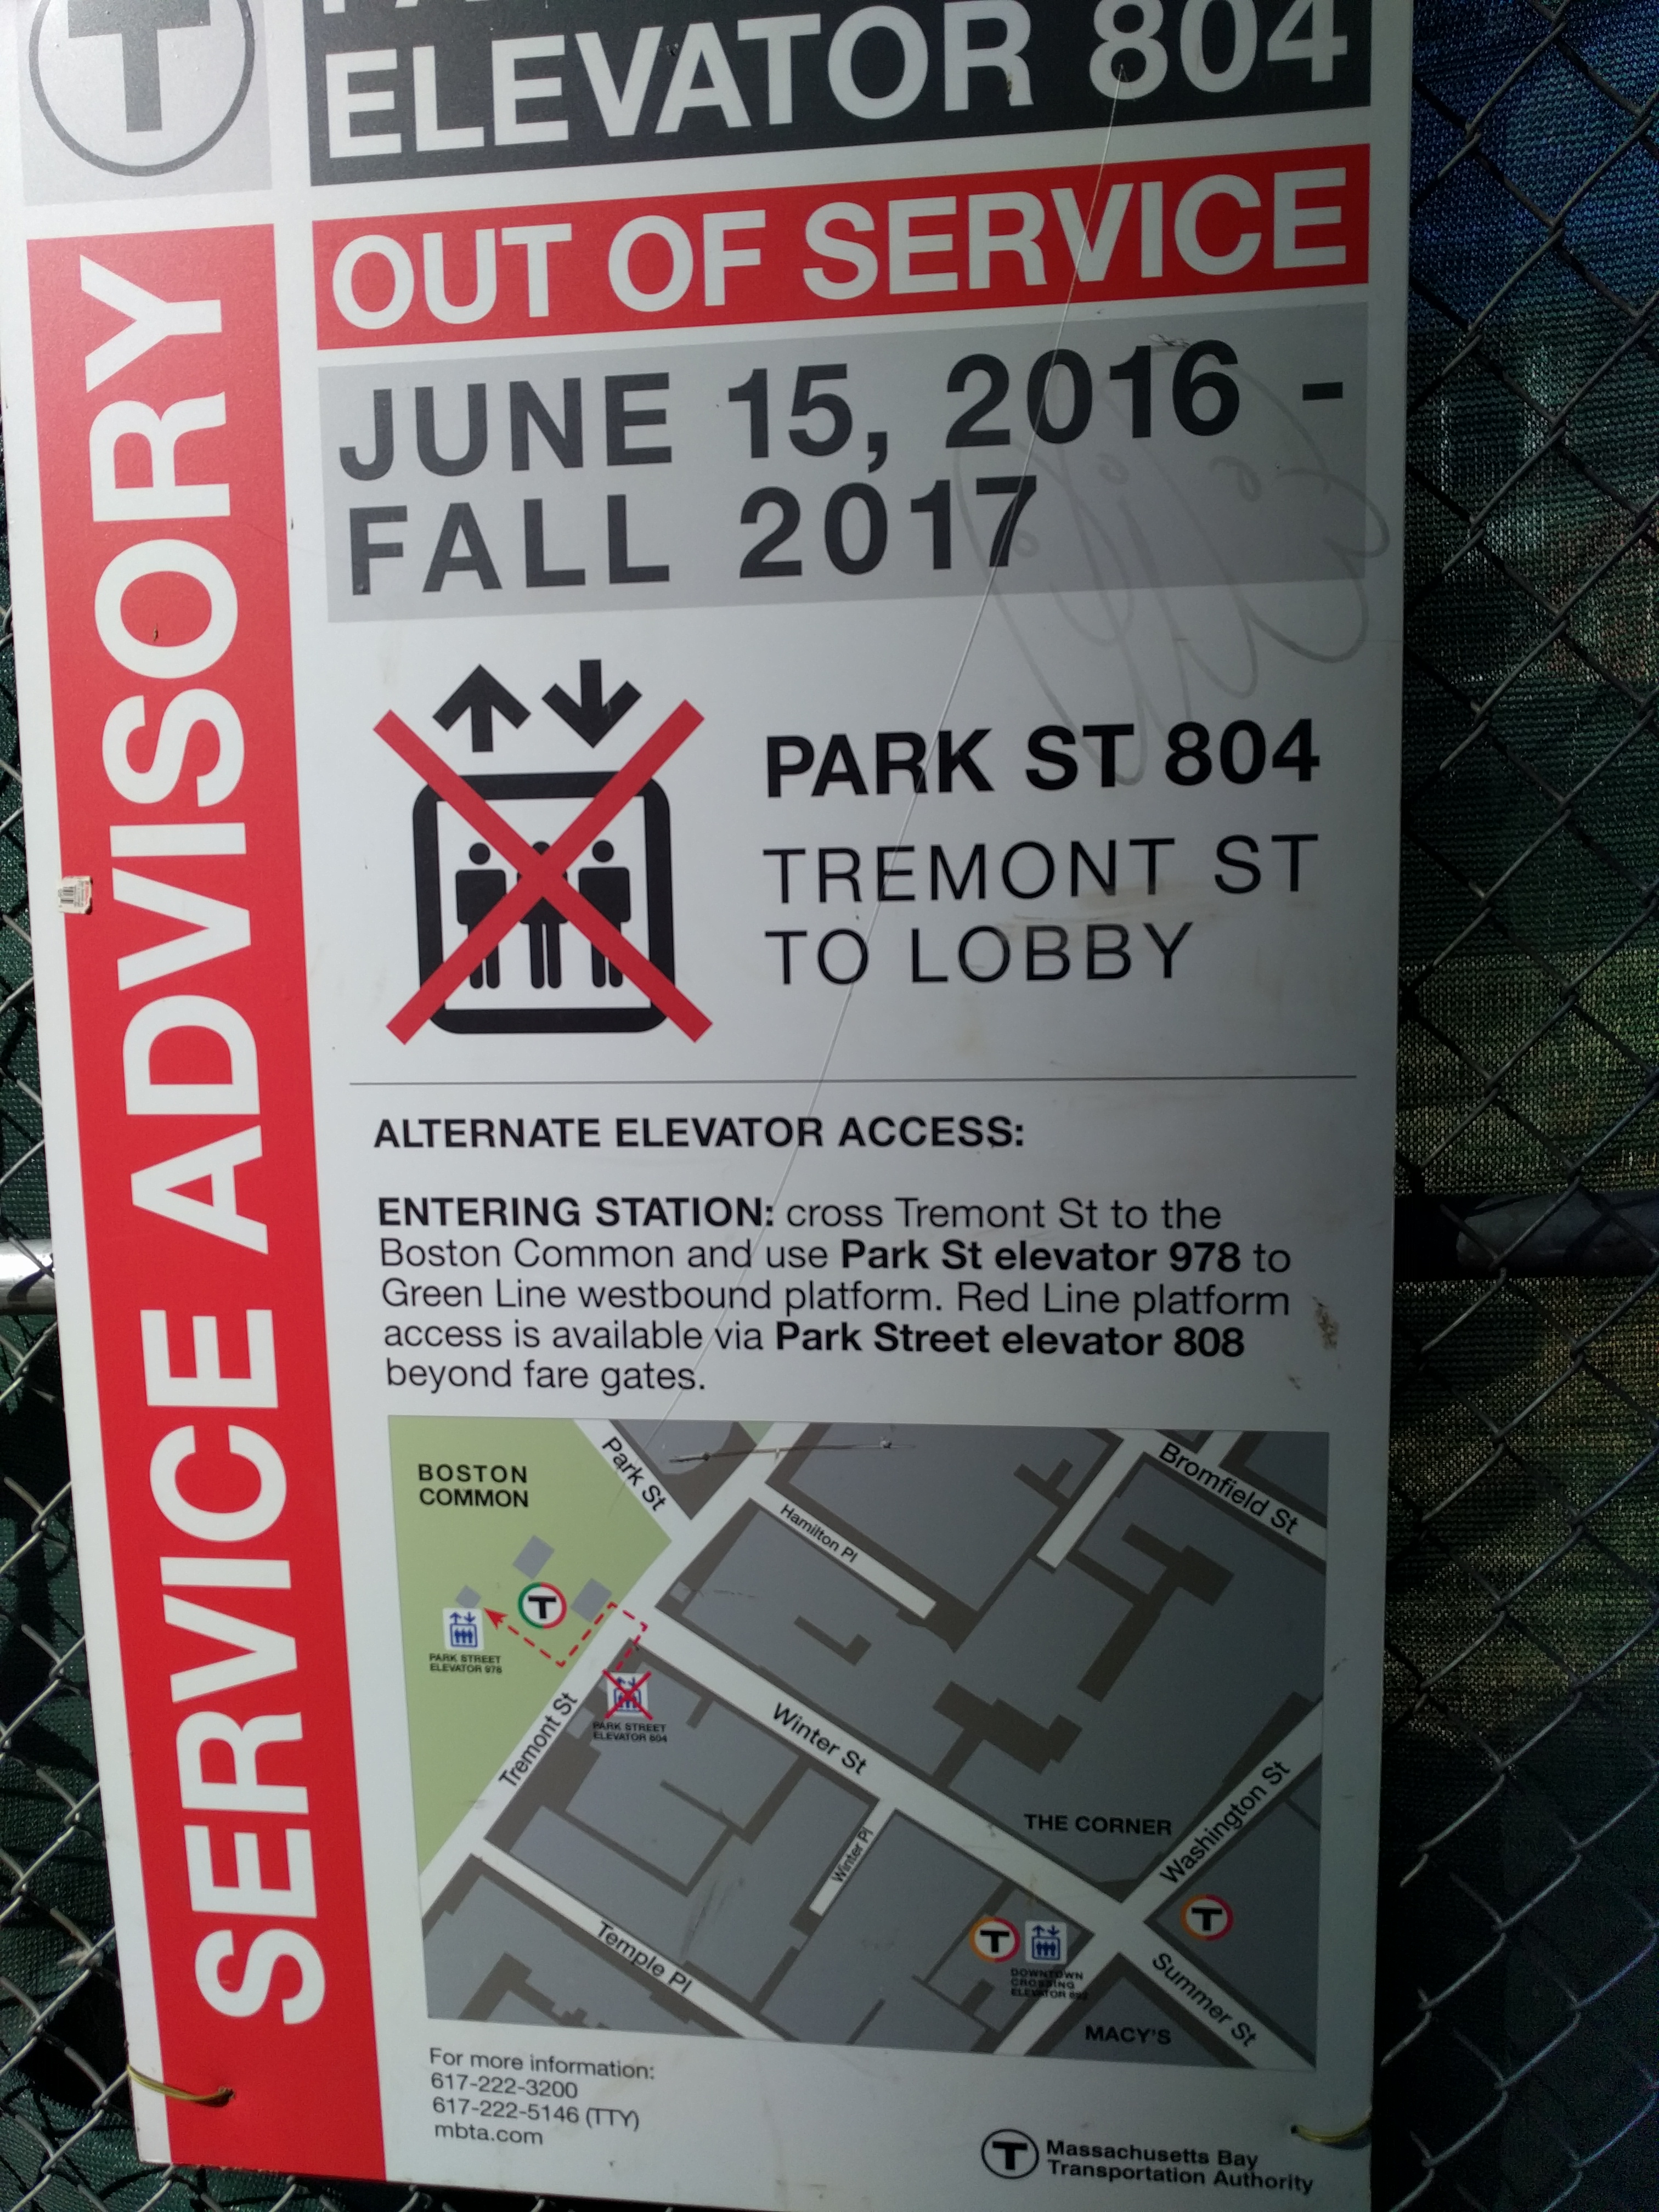 T
ELEVATOR 804
OUT OF SERVICE
JUNE 15, 2016 -
FALL 2017
SERVICE ADVISORY
PARK ST 804
TREMONT ST
TO LOBBY
ALTERNATE ELEVATOR ACCESS:
ENTERING STATION: cross Tremont St to the
Boston Common and use Park St elevator 978 to
Green Line westbound platform. Red Line platform
access is available via Park Street elevator 808
beyond fare gates.
BOSTON
COMMON
Park St
Hamilton Pl
Bromfield St
T
PARK STREET
ELEVATOR 978
PARK STREET
ELEVATOR 804
Tremont St
Winter St
Winter Pl
THE CORNER
Washington St
Temple Pl
T
T
DOWNTOWN
CROSSING
ELEVATOR
Summer St
MACY'S
For more information:
617-222-3200
617-222-5146 (TTY)
mbta.com
T
Massachusetts Bay
Transportation Authority